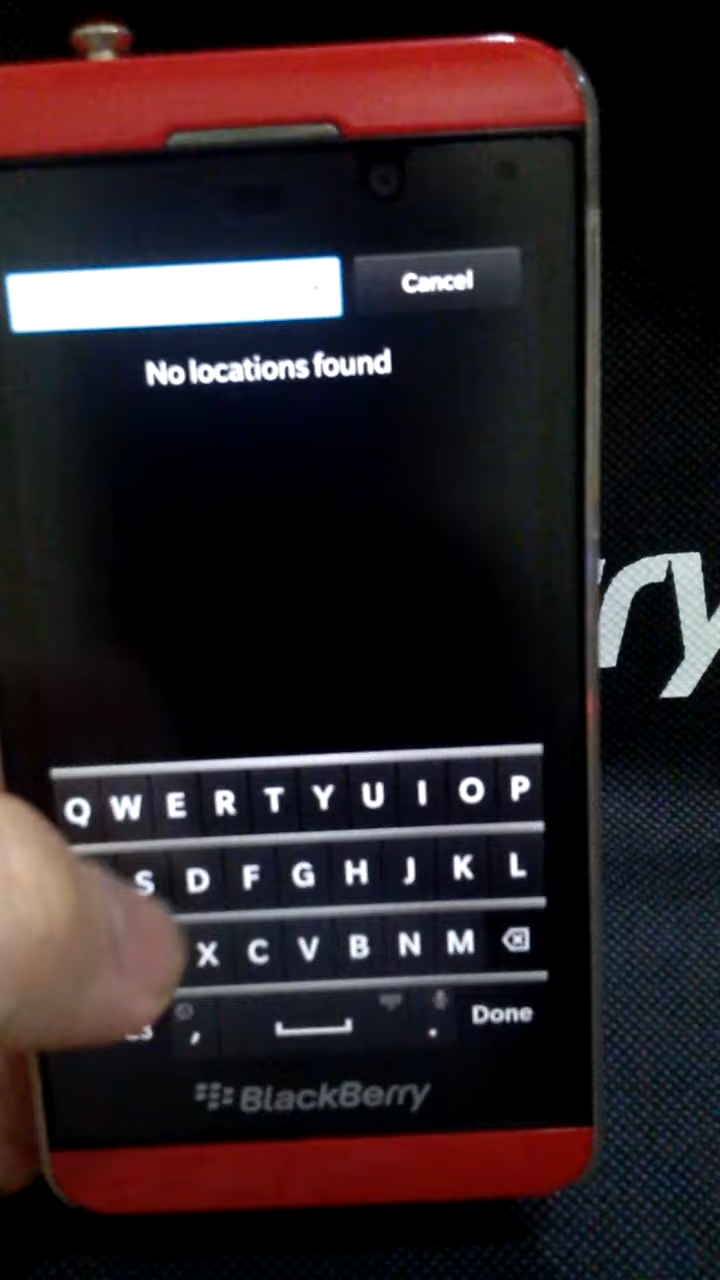 Cancel
No locations found
ry
Q W E R T Y U I O P
S D F G H J K L
X C V B N M
, . Done
BlackBerry